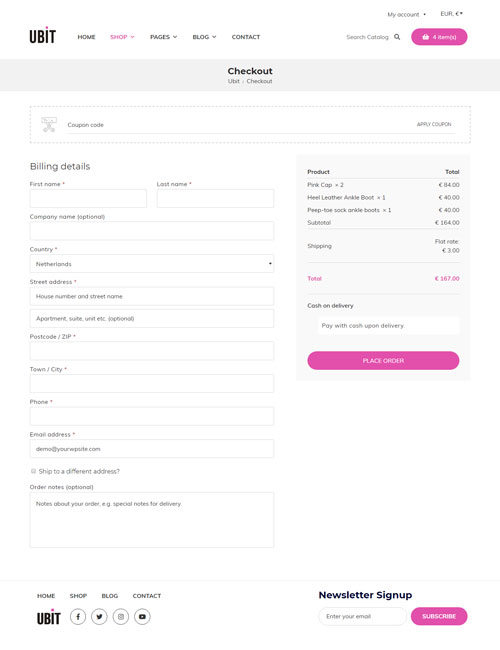 My account EUR, €
UBIT HOME SHOP PAGES BLOG CONTACT Search Catalog 4 item(s)
Checkout
Ubit › Checkout
Coupon code APPLY COUPON
Billing details
First name * Last name *
Company name (optional)
Country *
Netherlands
Street address *
House number and street name
Apartment, suite, unit etc. (optional)
Postcode / ZIP *
Town / City *
Phone *
Email address *
demo@yourwpsite.com
Ship to a different address?
Order notes (optional)
Notes about your order, e.g. special notes for delivery.
Product Total
Pink Cap × 2 € 84.00
Heel Leather Ankle Boot × 1 € 40.00
Peep-toe sock ankle boots × 1 € 40.00
Subtotal € 164.00
Shipping Flat rate:
€ 3.00
Total € 167.00
Cash on delivery
Pay with cash upon delivery.
PLACE ORDER
HOME SHOP BLOG CONTACT
UBIT
Newsletter Signup
Enter your email SUBSCRIBE